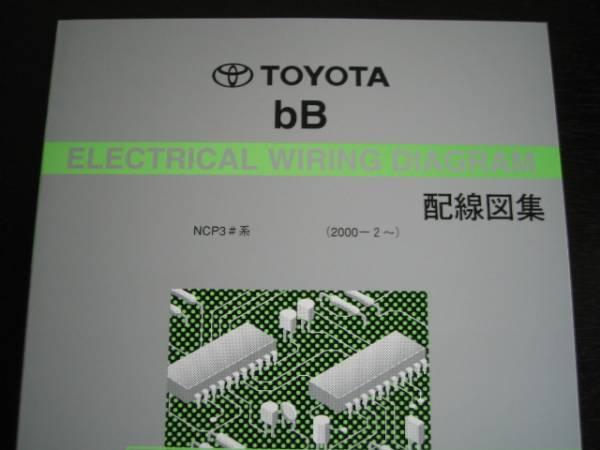 TOYOTA
bB
ELECTRICAL WIRING DIAGRAM
配線図集
NCP3#系 (2000－2～)